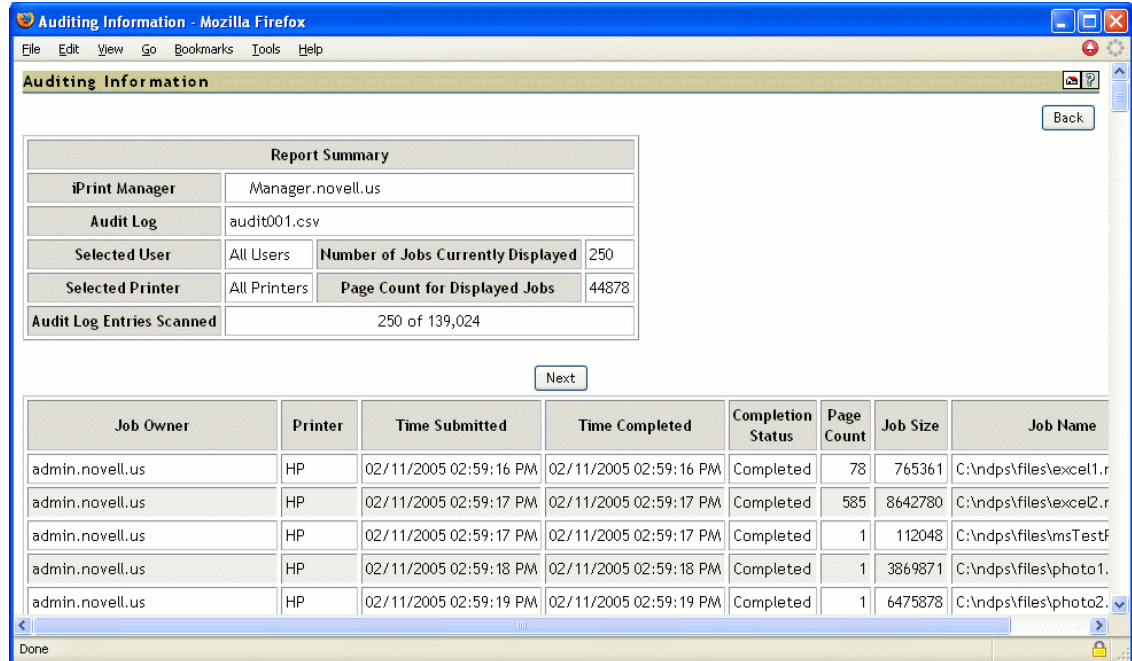 Auditing Information - Mozilla Firefox
File Edit View Go Bookmarks Tools Help
Auditing Information
Back
Report Summary
iPrint Manager Manager.novell.us
Audit Log audit001.csv
Selected User All Users Number of Jobs Currently Displayed 250
Selected Printer All Printers Page Count for Displayed Jobs 44878
Audit Log Entries Scanned 250 of 139,024
Next
Job Owner Printer Time Submitted Time Completed Completion Status Page Count Job Size Job Name
admin.novell.us HP 02/11/2005 02:59:16 PM 02/11/2005 02:59:16 PM Completed 78 765361 C:\ndps\files\excel1.r
admin.novell.us HP 02/11/2005 02:59:17 PM 02/11/2005 02:59:17 PM Completed 585 8642780 C:\ndps\files\excel2.r
admin.novell.us HP 02/11/2005 02:59:17 PM 02/11/2005 02:59:17 PM Completed 1 112048 C:\ndps\files\msTest
admin.novell.us HP 02/11/2005 02:59:18 PM 02/11/2005 02:59:18 PM Completed 1 3869871 C:\ndps\files\photo1.
admin.novell.us HP 02/11/2005 02:59:19 PM 02/11/2005 02:59:19 PM Completed 1 6475878 C:\ndps\files\photo2.
Done